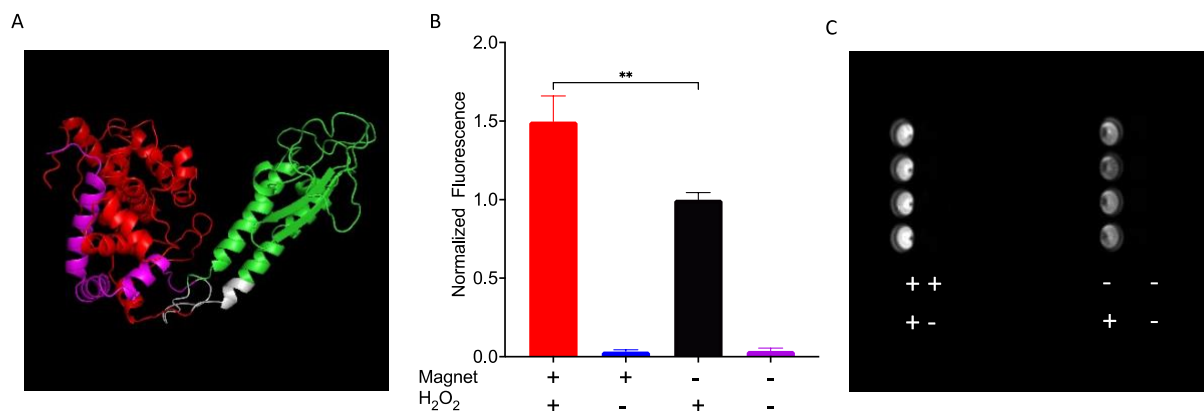 A
B
C
2.0
1.5
1.0
0.5
0.0
Normalized Fluorescence
**
Magnet + + - -
H₂O₂ + - + -
+ + - -
+ - + -